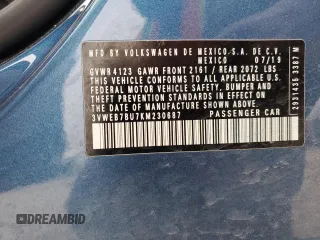 MFD BY VOLKSWAGEN DE MEXICO S.A. DE C.V.
MEXICO 07/19
GVWR 4123 GAWR FRONT 2161 / REAR 2072 LBS
THIS VEHICLE CONFORMS TO ALL APPLICABLE
FEDERAL MOTOR VEHICLE SAFETY, BUMPER AND
THEFT PREVENTION STANDARDS IN EFFECT ON
THE DATE OF MANUFACTURE SHOWN ABOVE.
3VWEB7BU7KM230687 PASSENGER CAR
DREAMBID